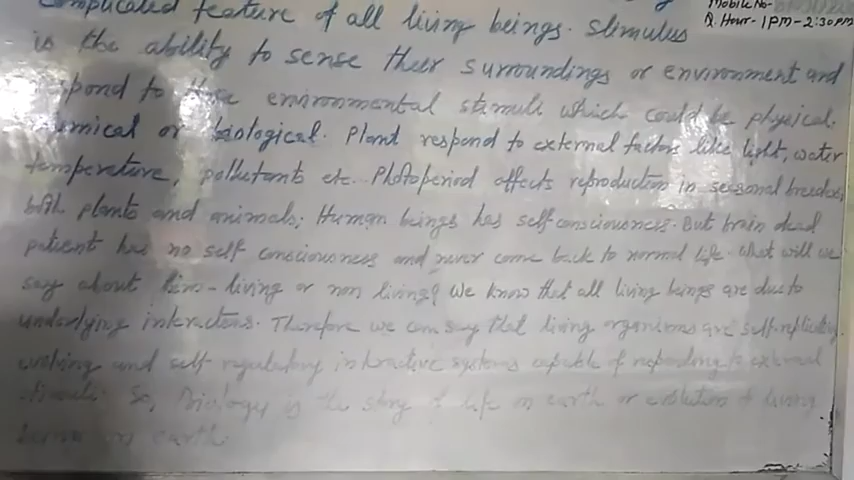 complicated feature of all living beings. Stimulus
Mobile No-
Q. Hour - 1PM - 2:30PM
is the ability to sense their surroundings or environment and
respond to these environmental stimuli which could be physical,
chemical or biological. Plant respond to external factors like light, water
temperature, pollutants etc. Photoperiod affects reproduction in seasonal breeders,
both plants and animals; Human beings has self consciousness. But brain dead
patient has no self consciousness and never come back to normal life. What will we
say about him - living or non living? We know that all living beings are due to
underlying interactions. Therefore we can say that living organisms are self-replicating,
evolving and self regulatory interactive systems capable of responding to external
stimuli. So, Biology is the story of life on earth or evolution of living
on earth.